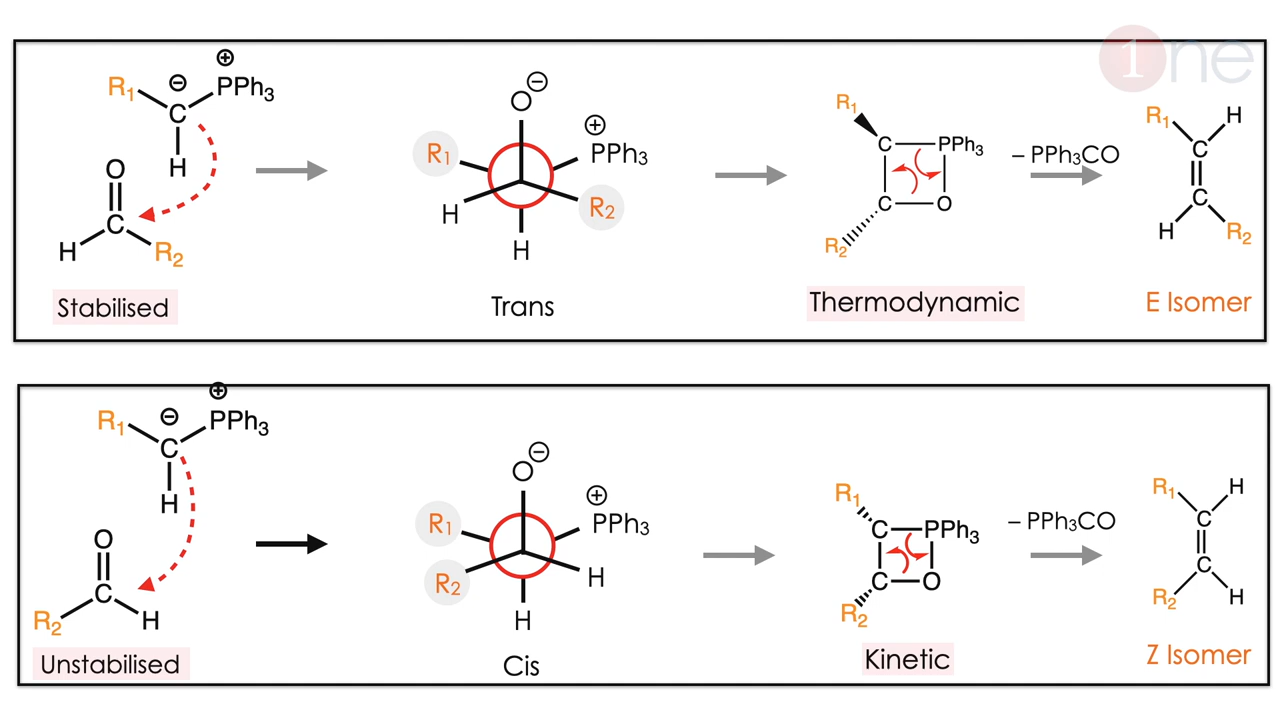 1ne
⊕
R₁ ⊖ PPh₃
C
H
O
C
H R₂
Stabilised
O⊖
⊕
R₁ PPh₃
H R₂
H
Trans
R₁
C PPh₃
C O
R₂
Thermodynamic
– PPh₃CO
R₁ H
C
C
H R₂
E Isomer
⊕
R₁ ⊖ PPh₃
C
H
O
C
R₂ H
Unstabilised
O⊖
⊕
R₁ PPh₃
R₂ H
H
Cis
R₁
C PPh₃
C O
R₂
Kinetic
– PPh₃CO
R₁ H
C
C
R₂ H
Z Isomer